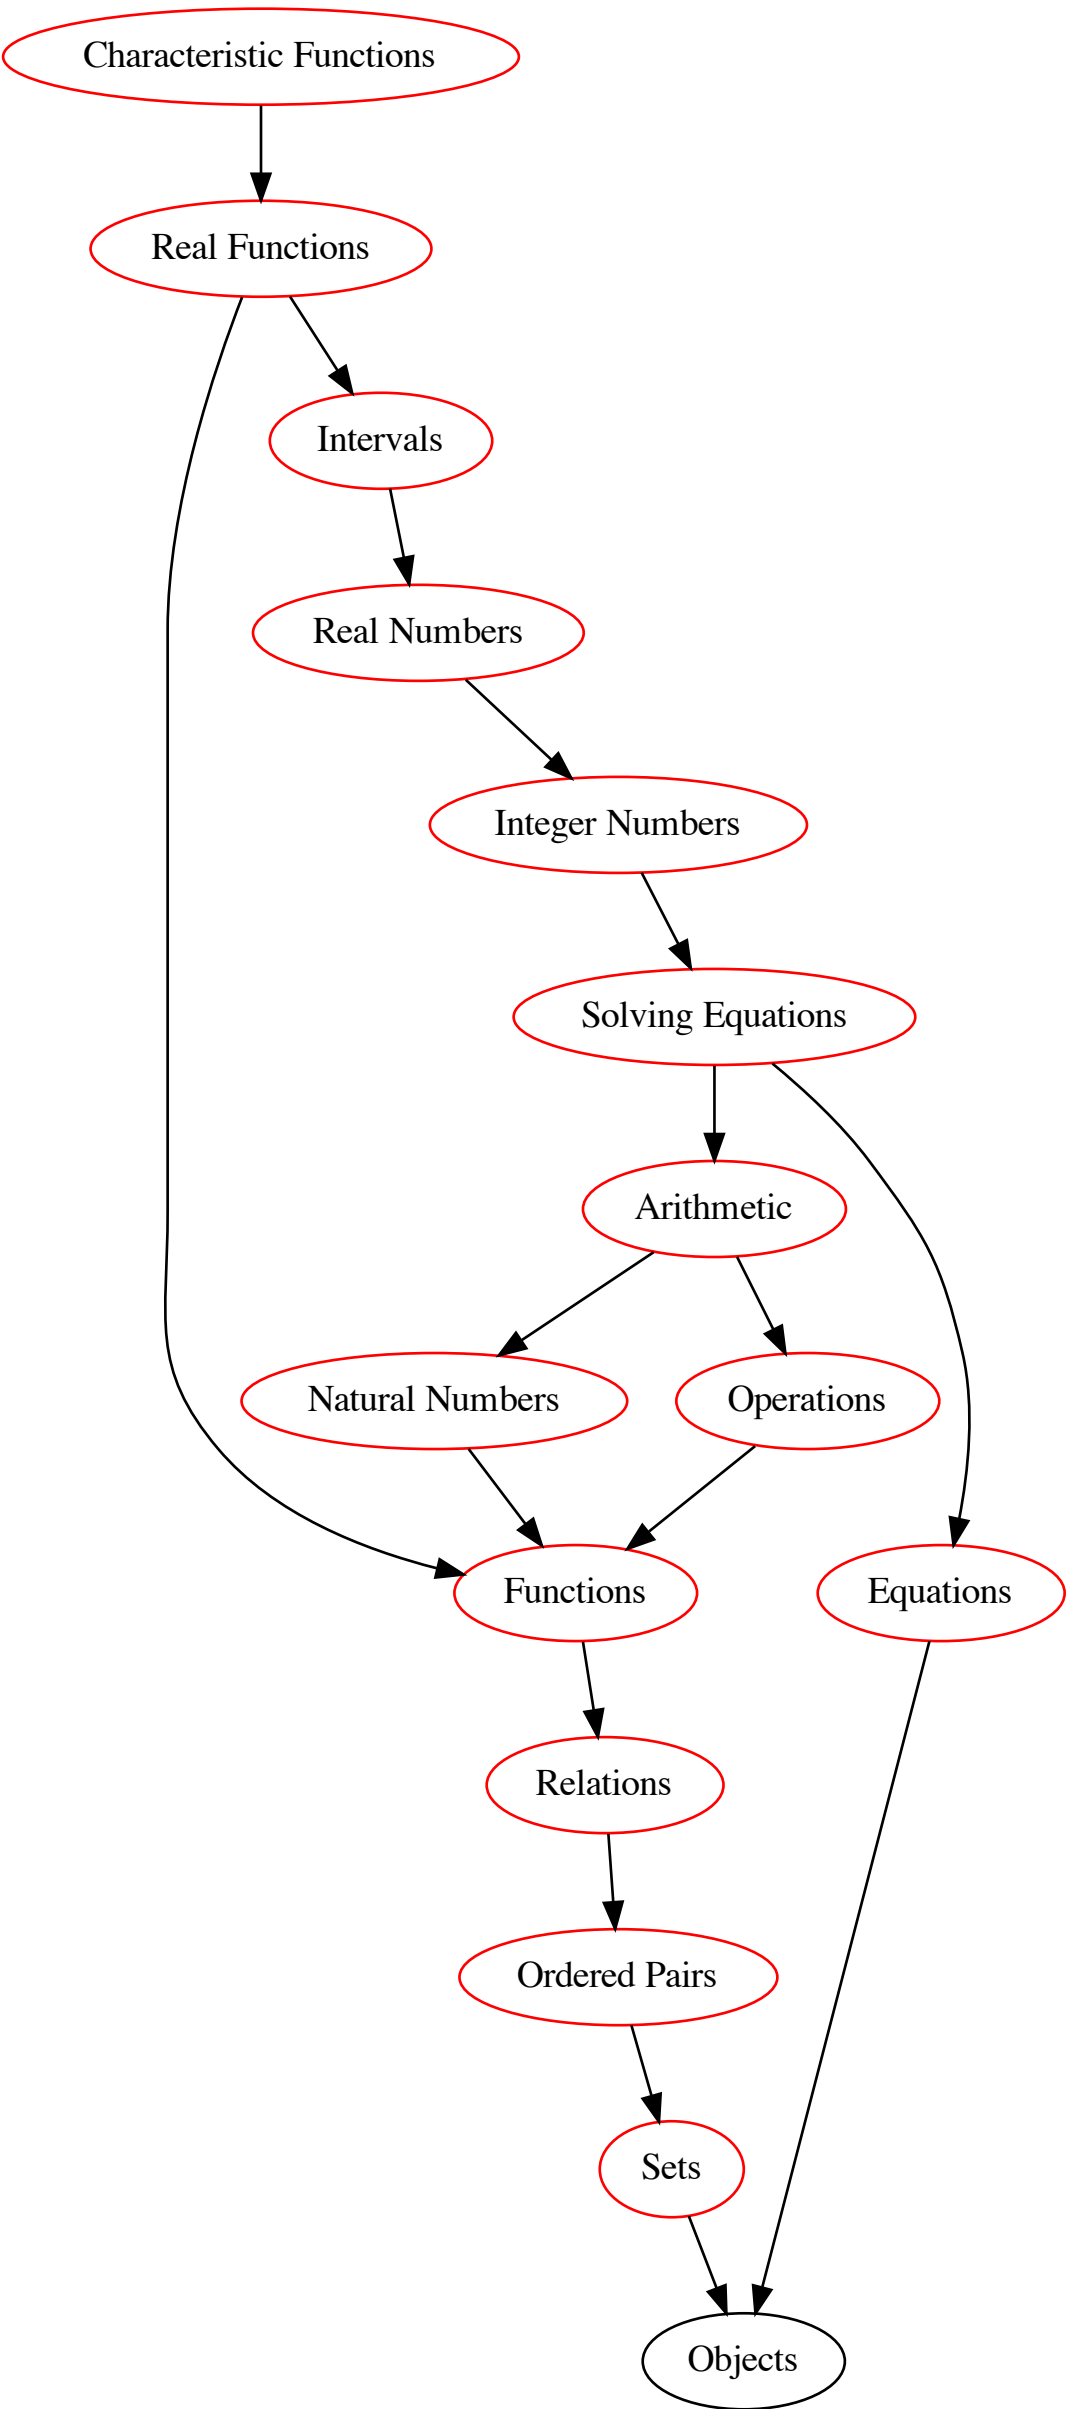 Characteristic Functions
Real Functions
Intervals
Real Numbers
Integer Numbers
Solving Equations
Arithmetic
Natural Numbers
Operations
Functions
Equations
Relations
Ordered Pairs
Sets
Objects